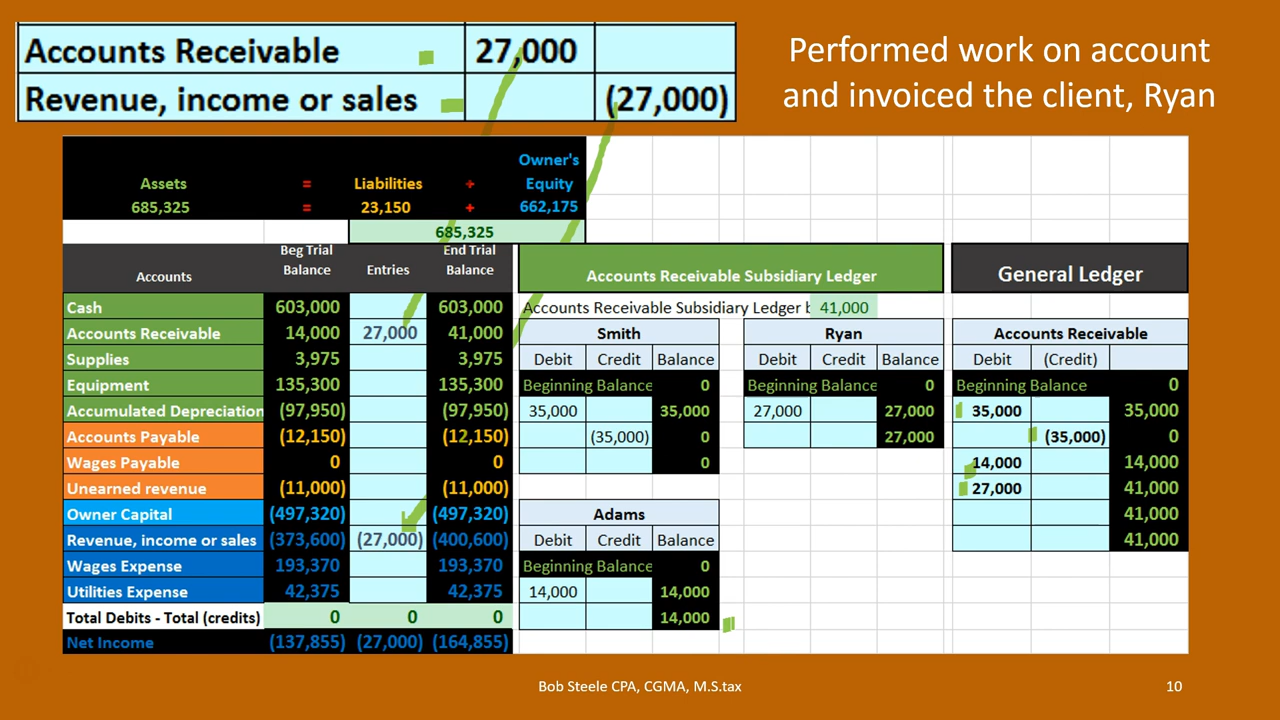 Accounts Receivable 27,000
Revenue, income or sales (27,000)
Performed work on account
and invoiced the client, Ryan
Assets = Liabilities + Owner's Equity
685,325 = 23,150 + 662,175
685,325
Accounts Beg Trial Balance Entries End Trial Balance
Cash 603,000 603,000
Accounts Receivable 14,000 27,000 41,000
Supplies 3,975 3,975
Equipment 135,300 135,300
Accumulated Depreciation (97,950) (97,950)
Accounts Payable (12,150) (12,150)
Wages Payable 0 0
Unearned revenue (11,000) (11,000)
Owner Capital (497,320) (497,320)
Revenue, income or sales (373,600) (27,000) (400,600)
Wages Expense 193,370 193,370
Utilities Expense 42,375 42,375
Total Debits - Total (credits) 0 0 0
Net Income (137,855) (27,000) (164,855)
Accounts Receivable Subsidiary Ledger
Accounts Receivable Subsidiary Ledger b 41,000
Smith
Debit Credit Balance
Beginning Balance 0
35,000 35,000
(35,000) 0
0
Adams
Debit Credit Balance
Beginning Balance 0
14,000 14,000
14,000
Ryan
Debit Credit Balance
Beginning Balance 0
27,000 27,000
27,000
General Ledger
Accounts Receivable
Debit (Credit)
Beginning Balance 0
35,000 35,000
(35,000) 0
14,000 14,000
27,000 41,000
41,000
41,000
Bob Steele CPA, CGMA, M.S.tax
10